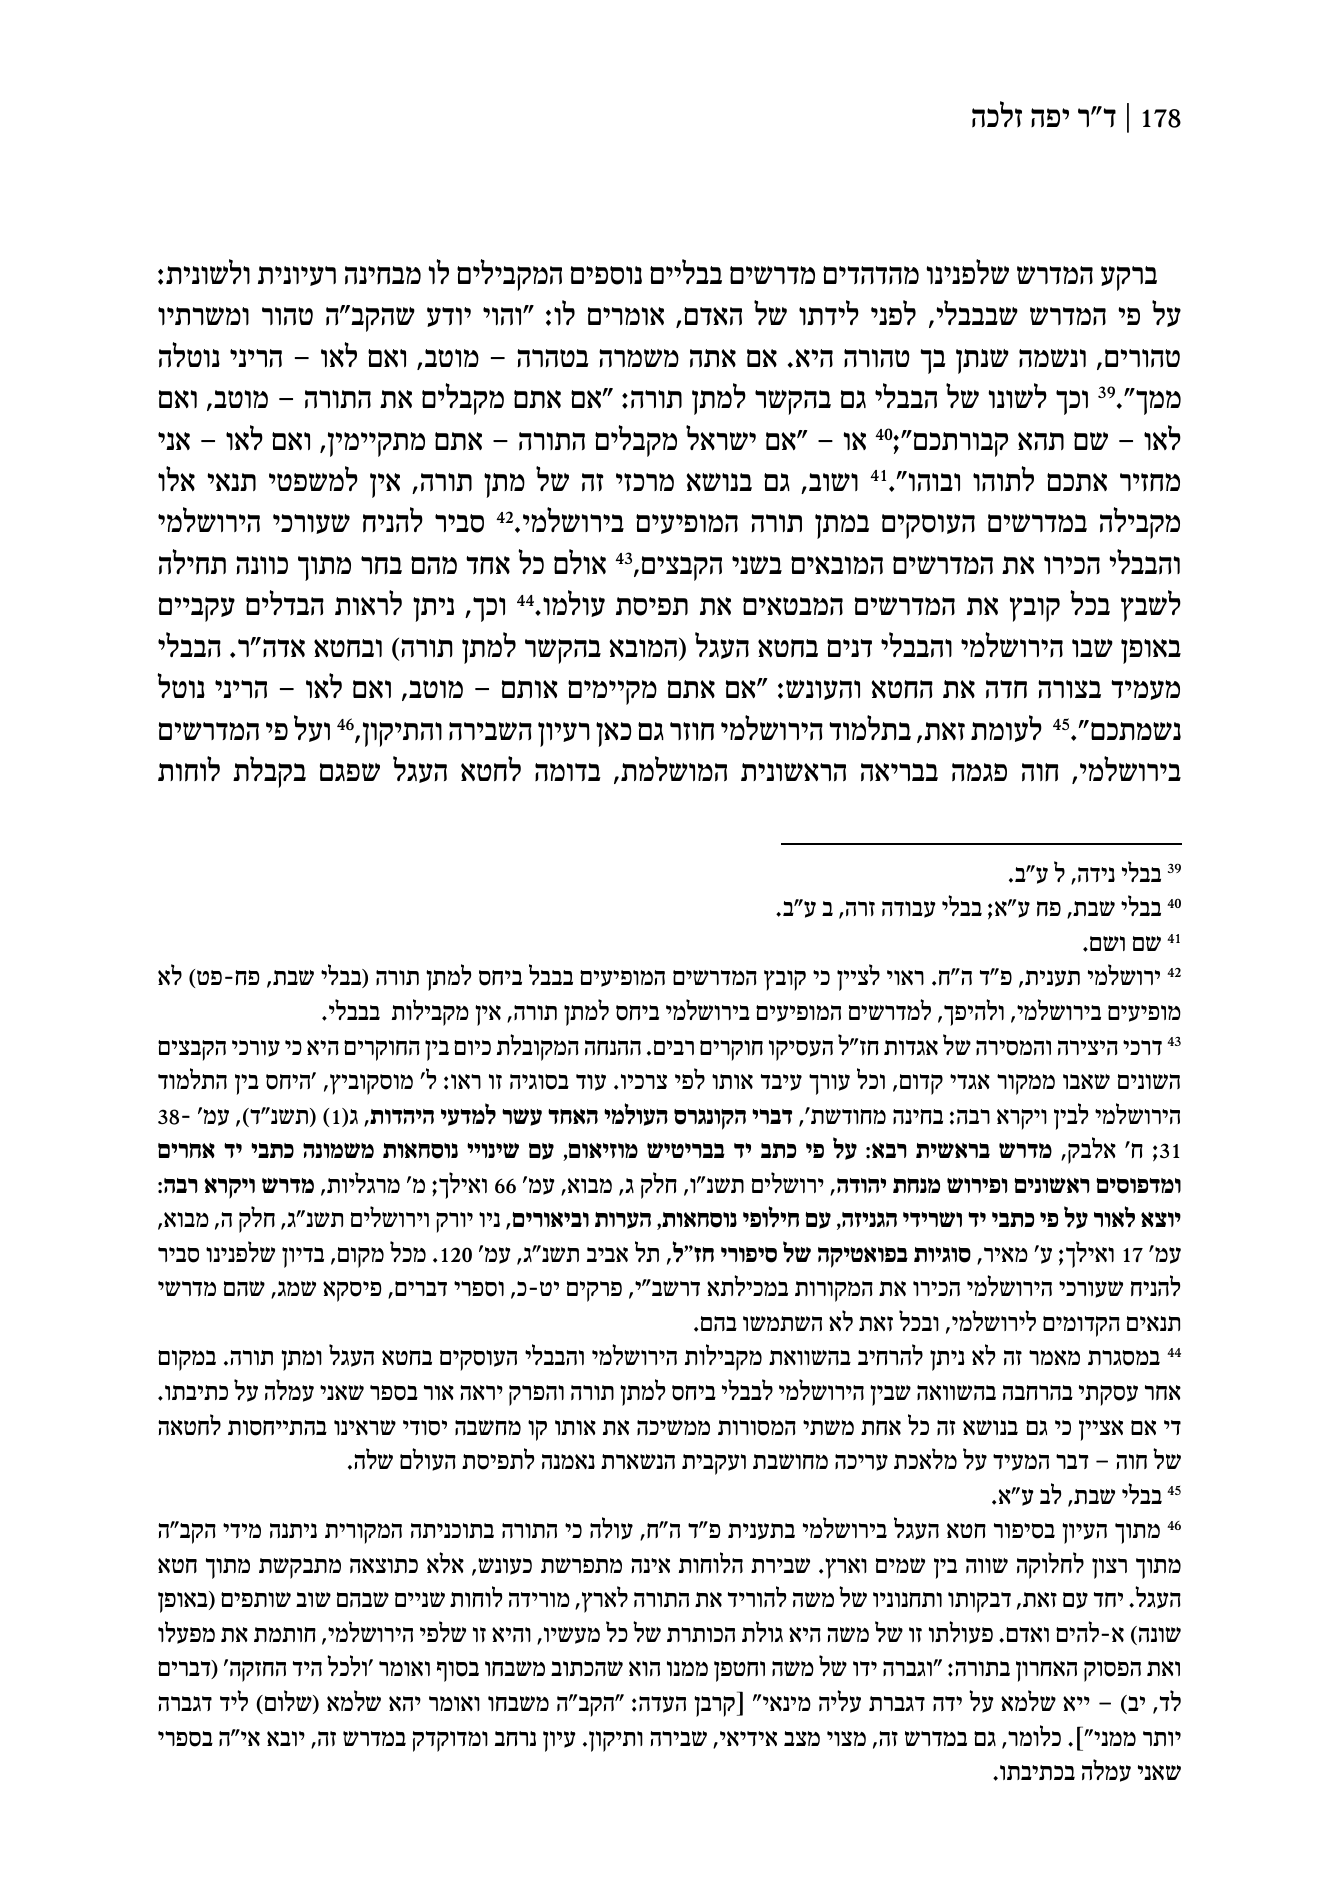 178 | ד"ר יפה זלכה
ברקע המדרש שלפנינו מהדהדים מדרשים בבליים נוספים המקבילים לו מבחינה רעיונית ולשונית:
על פי המדרש שבבבלי, לפני לידתו של האדם, אומרים לו: "והוי יודע שהקב"ה טהור ומשרתיו
טהורים, ונשמה שנתן בך טהורה היא. אם אתה משמרה בטהרה – מוטב, ואם לאו – הריני נוטלה
ממך".39 וכך לשונו של הבבלי גם בהקשר למתן תורה: "אם אתם מקבלים את התורה – מוטב, ואם
לאו – שם תהא קבורתכם";40 או – "אם ישראל מקבלים התורה – אתם מתקיימין, ואם לאו – אני
מחזיר אתכם לתוהו ובוהו".41 ושוב, גם בנושא מרכזי זה של מתן תורה, אין למשפטי תנאי אלו
מקבילה במדרשים העוסקים במתן תורה המופיעים בירושלמי.42 סביר להניח שעורכי הירושלמי
והבבלי הכירו את המדרשים המובאים בשני הקבצים,43 אולם כל אחד מהם בחר מתוך כוונה תחילה
לשבץ בכל קובץ את המדרשים המבטאים את תפיסת עולמו.44 וכך, ניתן לראות הבדלים עקביים
באופן שבו הירושלמי והבבלי דנים בחטא העגל (המובא בהקשר למתן תורה) ובחטא אדה"ר. הבבלי
מעמיד בצורה חדה את החטא והעונש: "אם אתם מקיימים אותם – מוטב, ואם לאו – הריני נוטל
נשמתכם".45 לעומת זאת, בתלמוד הירושלמי חוזר גם כאן רעיון השבירה והתיקון,46 ועל פי המדרשים
בירושלמי, חוה פגמה בבריאה הראשונית המושלמת, בדומה לחטא העגל שפגם בקבלת לוחות
39 בבלי נידה, ל ע"ב.
40 בבלי שבת, פח ע"א; בבלי עבודה זרה, ב ע"ב.
41 שם ושם.
42 ירושלמי תענית, פ"ד ה"ח. ראוי לציין כי קובץ המדרשים המופיעים בבבל ביחס למתן תורה (בבלי שבת, פח-פט) לא
מופיעים בירושלמי, ולהיפך, למדרשים המופיעים בירושלמי ביחס למתן תורה, אין מקבילות בבבלי.
43 דרכי היצירה והמסירה של אגדות חז"ל העסיקו חוקרים רבים. ההנחה המקובלת כיום בין החוקרים היא כי עורכי הקבצים
השונים שאבו ממקור אגדי קדום, וכל עורך עיבד אותו לפי צרכיו. עוד בסוגיה זו ראו: ל' מוסקוביץ, 'היחס בין התלמוד
הירושלמי לבין ויקרא רבה: בחינה מחודשת', דברי הקונגרס העולמי האחד עשר למדעי היהדות, ג(1) (תשנ"ד), עמ' 38-
31; ח' אלבק, מדרש בראשית רבא: על פי כתב יד בבריטיש מוזיאום, עם שינויי נוסחאות משמונה כתבי יד אחרים
ומדפוסים ראשונים ופירוש מנחת יהודה, ירושלים תשנ"ו, חלק ג, מבוא, עמ' 66 ואילך; מ' מרגליות, מדרש ויקרא רבה:
יוצא לאור על פי כתבי יד ושרידי הגניזה, עם חילופי נוסחאות, הערות וביאורים, ניו יורק וירושלים תשנ"ג, חלק ה, מבוא,
עמ' 17 ואילך; ע' מאיר, סוגיות בפואטיקה של סיפורי חז"ל, תל אביב תשנ"ג, עמ' 120. מכל מקום, בדיון שלפנינו סביר
להניח שעורכי הירושלמי הכירו את המקורות במכילתא דרשב"י, פרקים יט-כ, וספרי דברים, פיסקא שמג, שהם מדרשי
תנאים הקדומים לירושלמי, ובכל זאת לא השתמשו בהם.
44 במסגרת מאמר זה לא ניתן להרחיב בהשוואת מקבילות הירושלמי והבבלי העוסקים בחטא העגל ומתן תורה. במקום
אחר עסקתי בהרחבה בהשוואה שבין הירושלמי לבבלי ביחס למתן תורה והפרק יראה אור בספר שאני עמלה על כתיבתו.
די אם אציין כי גם בנושא זה כל אחת משתי המסורות ממשיכה את אותו קו מחשבה יסודי שראינו בהתייחסות לחטאה
של חוה – דבר המעיד על מלאכת עריכה מחושבת ועקבית הנשארת נאמנה לתפיסת העולם שלה.
45 בבלי שבת, לב ע"א.
46 מתוך העיון בסיפור חטא העגל בירושלמי בתענית פ"ד ה"ח, עולה כי התורה בתוכניתה המקורית ניתנה מידי הקב"ה
מתוך רצון לחלוקה שווה בין שמים וארץ. שבירת הלוחות אינה מתפרשת כעונש, אלא כתוצאה מתבקשת מתוך חטא
העגל. יחד עם זאת, דבקותו ותחנוניו של משה להוריד את התורה לארץ, מורידה לוחות שניים שבהם שוב שותפים (באופן
שונה) א-להים ואדם. פעולתו זו של משה היא גולת הכותרת של כל מעשיו, והיא זו שלפי הירושלמי, חותמת את מפעלו
ואת הפסוק האחרון בתורה: "וגברה ידו של משה וחטפן ממנו הוא שהכתוב משבחו בסוף ואומר 'ולכל היד החזקה' (דברים
לד, יב) – ייא שלמא על ידה דגברת עליה מינאי" [קרבן העדה: "הקב"ה משבחו ואומר יהא שלמא (שלום) ליד דגברה
יותר ממני"]. כלומר, גם במדרש זה, מצוי מצב אידיאי, שבירה ותיקון. עיון נרחב ומדוקדק במדרש זה, יובא אי"ה בספרי
שאני עמלה בכתיבתו.